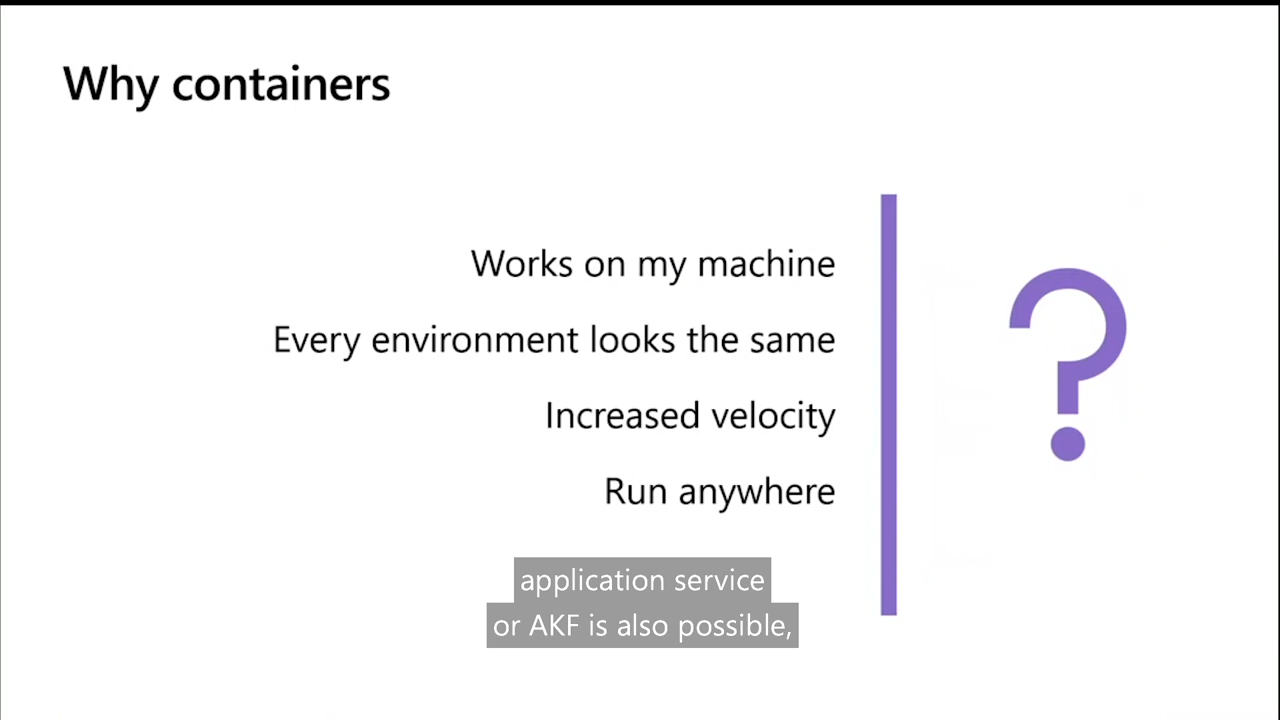 Why containers
Works on my machine
Every environment looks the same
Increased velocity
Run anywhere
?
application service
or AKF is also possible,